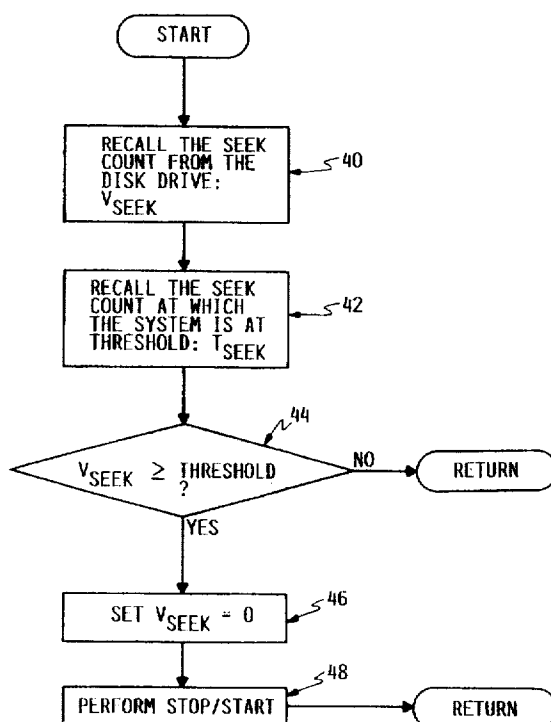 START
RECALL THE SEEK
COUNT FROM THE
DISK DRIVE:
VSEEK
40
RECALL THE SEEK
COUNT AT WHICH
THE SYSTEM IS AT
THRESHOLD: TSEEK
42
44
VSEEK ≥ THRESHOLD
?
NO
RETURN
YES
SET VSEEK = 0
46
PERFORM STOP/START
48
RETURN